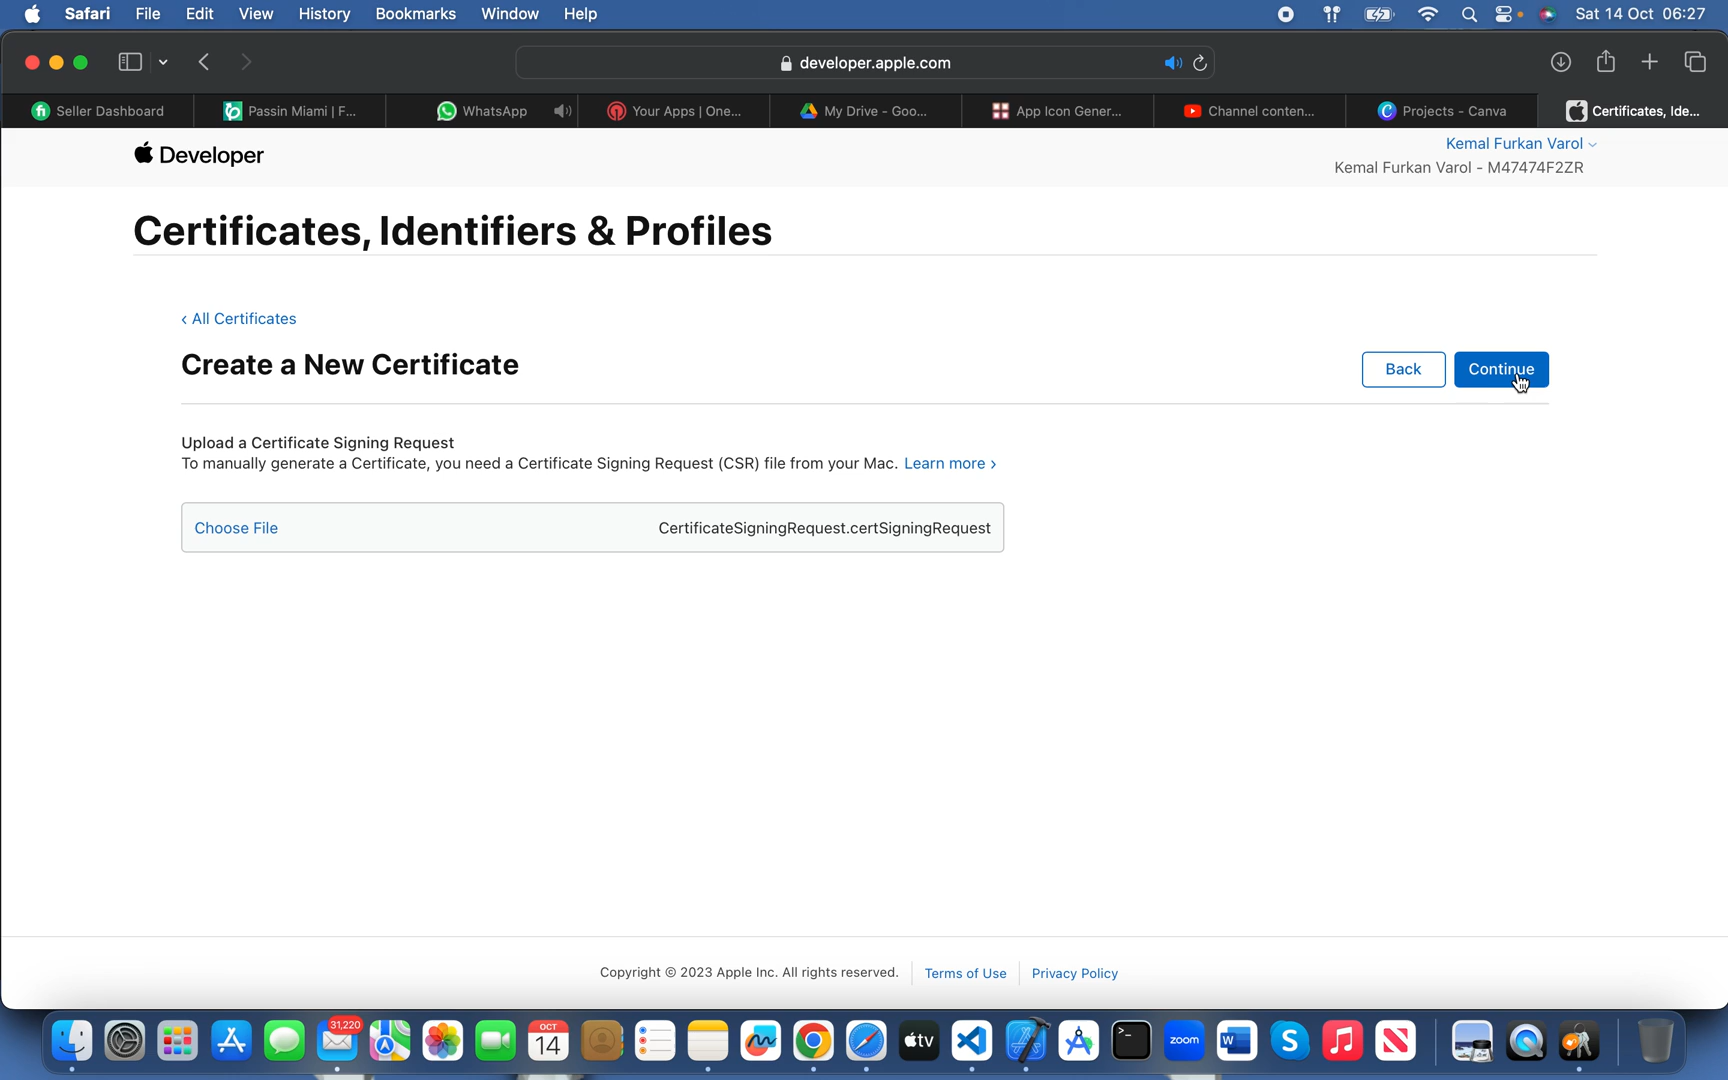 Safari File Edit View History Bookmarks Window Help Sat 14 Oct 06:27
developer.apple.com
Seller Dashboard Passin Miami | F... WhatsApp Your Apps | One... My Drive - Goo... App Icon Gener... Channel conten... Projects - Canva Certificates, Ide...
Developer
Kemal Furkan Varol
Kemal Furkan Varol - M47474F2ZR
Certificates, Identifiers & Profiles
‹ All Certificates
Create a New Certificate
Back Continue
Upload a Certificate Signing Request
To manually generate a Certificate, you need a Certificate Signing Request (CSR) file from your Mac. Learn more ›
Choose File CertificateSigningRequest.certSigningRequest
Copyright © 2023 Apple Inc. All rights reserved. Terms of Use Privacy Policy
31,220
OCT
14
tv
zoom